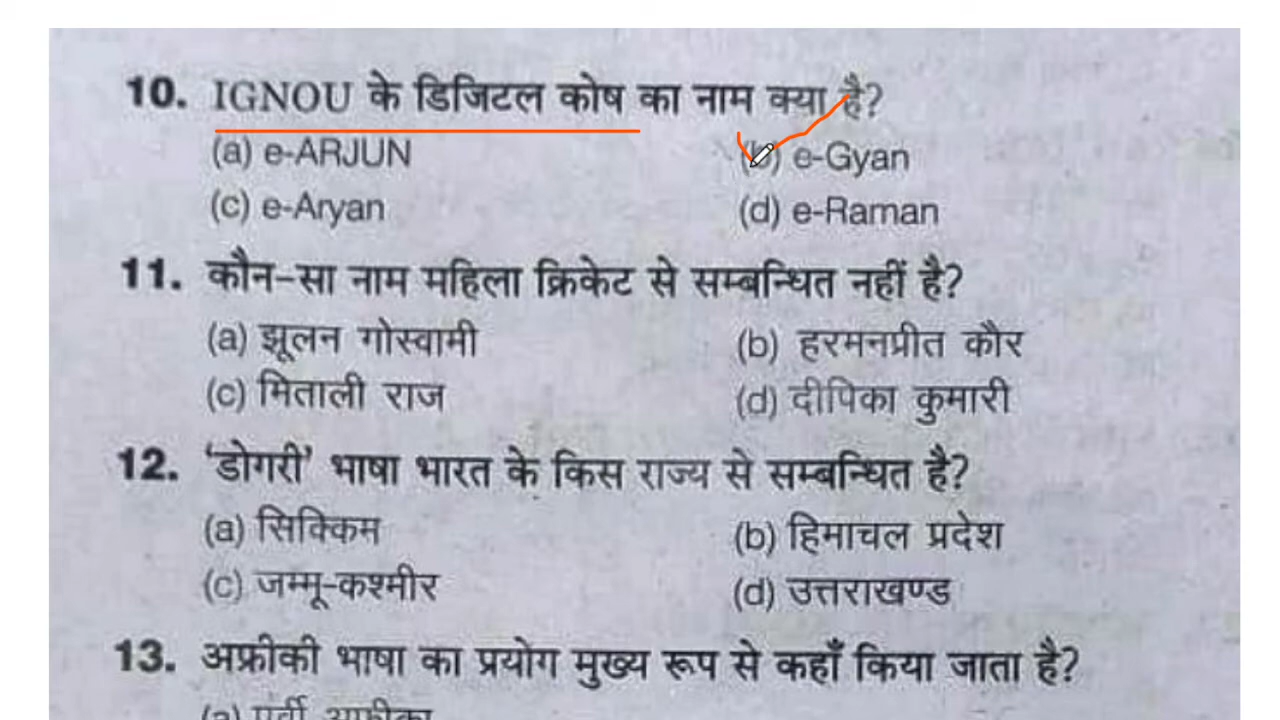 10. IGNOU के डिजिटल कोष का नाम क्या है?
(a) e-ARJUN (b) e-Gyan
(c) e-Aryan (d) e-Raman
11. कौन-सा नाम महिला क्रिकेट से सम्बन्धित नहीं है?
(a) झूलन गोस्वामी (b) हरमनप्रीत कौर
(c) मिताली राज (d) दीपिका कुमारी
12. 'डोगरी' भाषा भारत के किस राज्य से सम्बन्धित है?
(a) सिक्किम (b) हिमाचल प्रदेश
(c) जम्मू-कश्मीर (d) उत्तराखण्ड
13. अफ्रीकी भाषा का प्रयोग मुख्य रूप से कहाँ किया जाता है?
(a) पूर्वी अफ्रीका